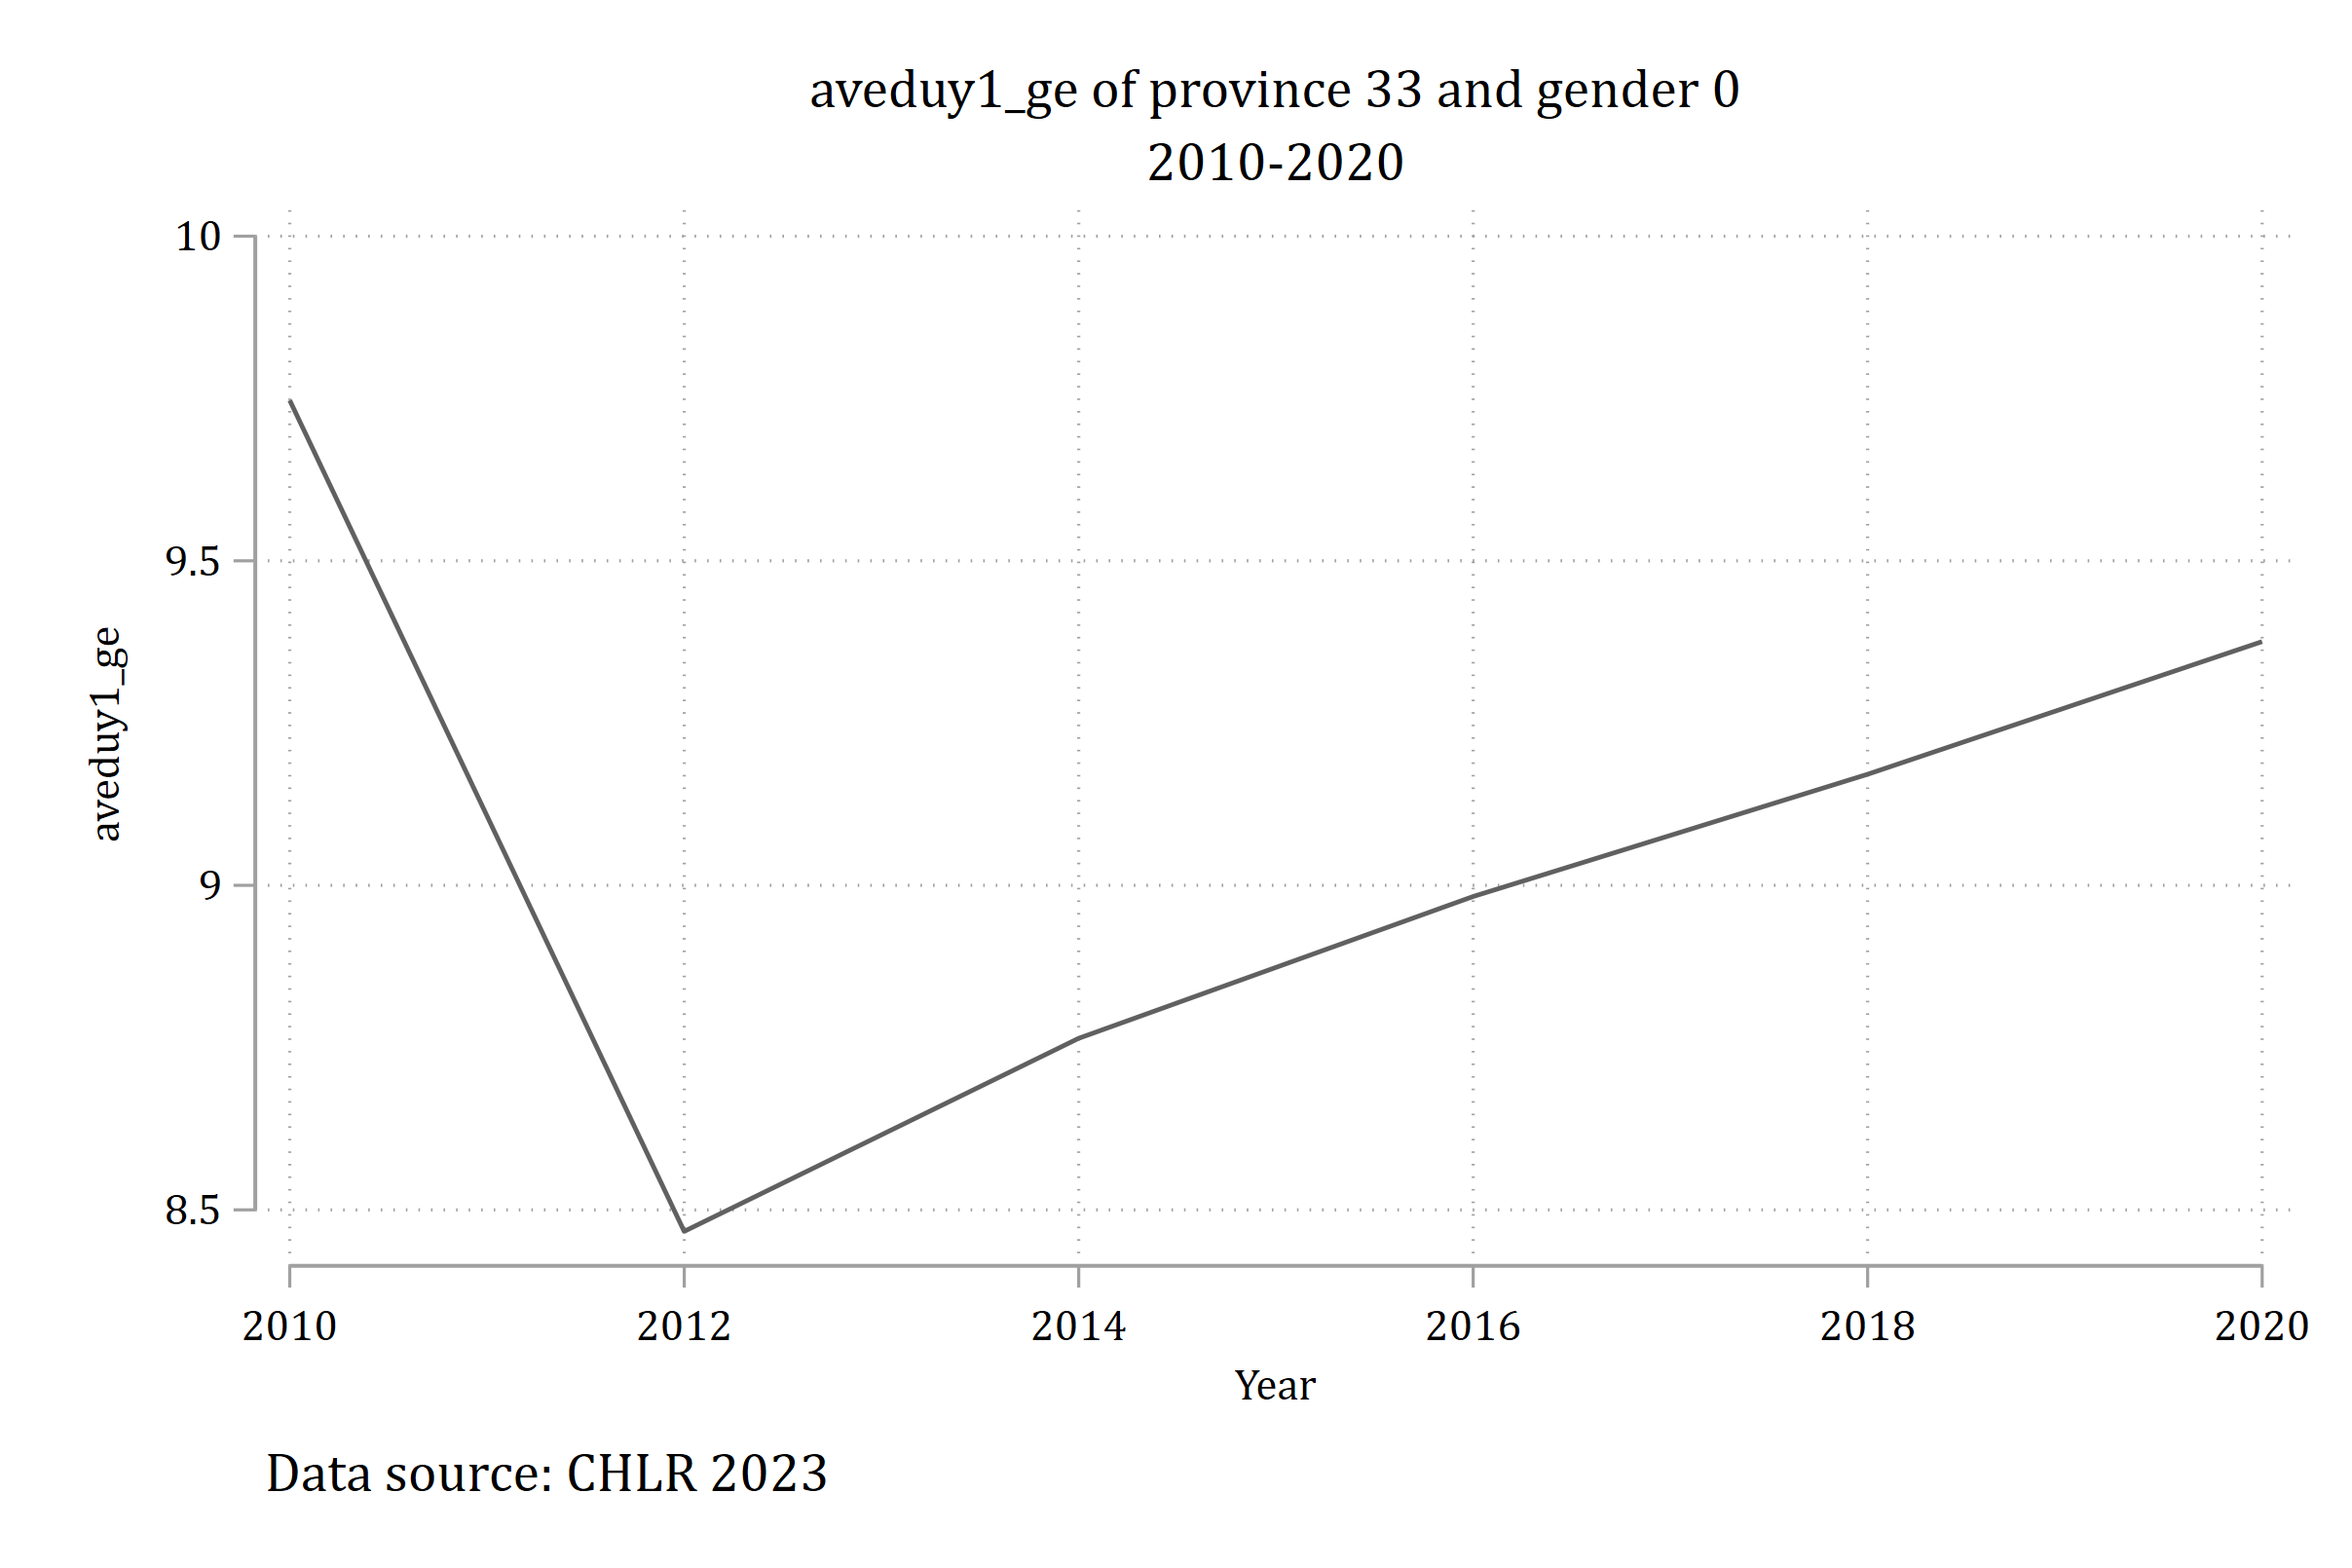 aveduy1_ge of province 33 and gender 0
2010-2020
10
9.5
9
8.5
aveduy1_ge
2010 2012 2014 2016 2018 2020
Year
Data source: CHLR 2023